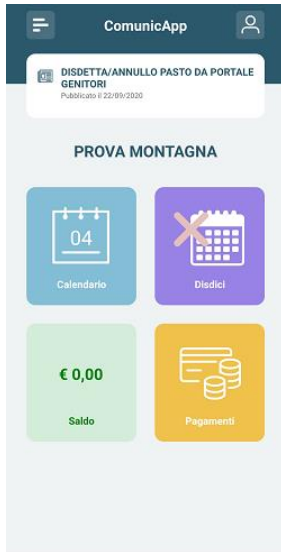 ComunicApp
DISDETTA/ANNULLO PASTO DA PORTALE
GENITORI
Pubblicato il 22/09/2020
PROVA MONTAGNA
04
Calendario
Disdici
€ 0,00
Saldo
Pagamenti